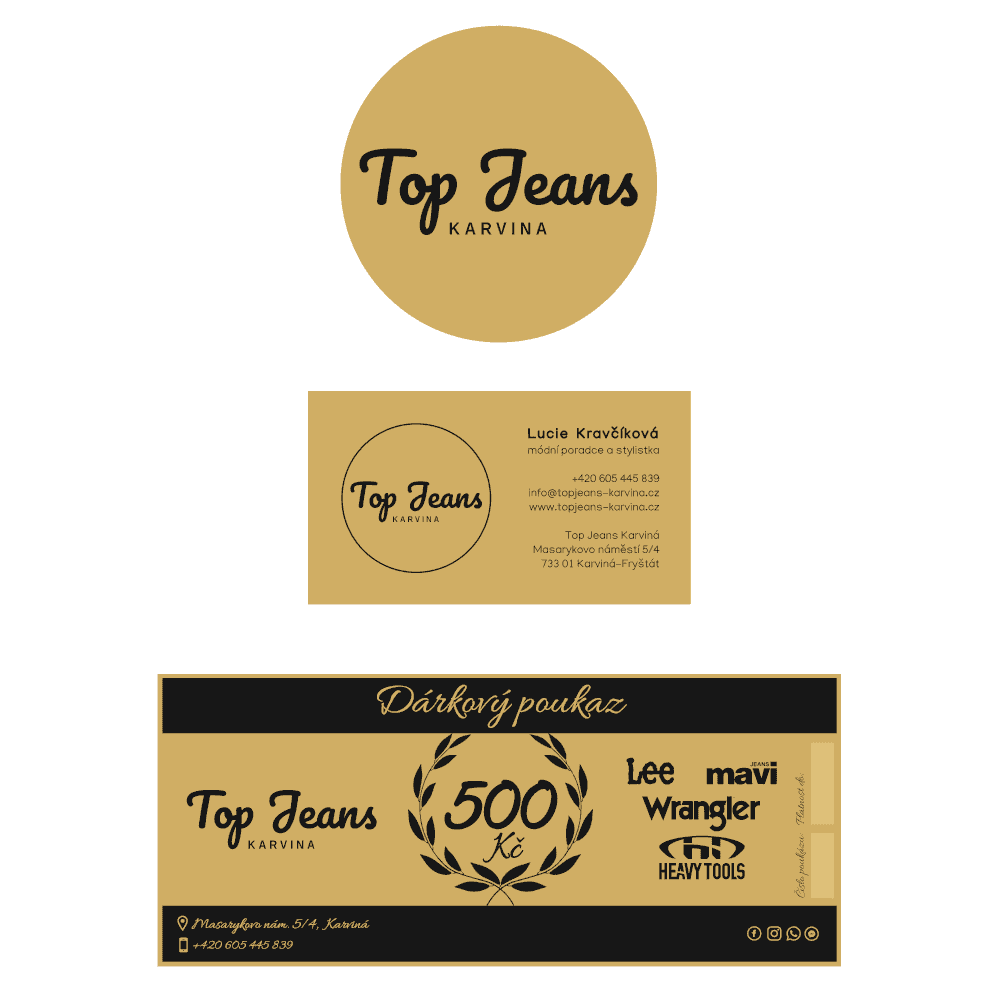 Top Jeans
KARVINA
Lucie Kravčíková
módní poradce a stylistka
+420 605 445 839
info@topjeans-karvina.cz
www.topjeans-karvina.cz
Top Jeans Karviná
Masarykovo náměstí 5/4
733 01 Karviná-Fryštát
Top Jeans
KARVINA
Dárkový poukaz
Top Jeans
KARVINA
500
Kč
Lee
JEANS
mavi
Wrangler
ht
HEAVY TOOLS
Platnost do:
Číslo poukazu:
Masarykovo nám. 5/4, Karviná
+420 605 445 839